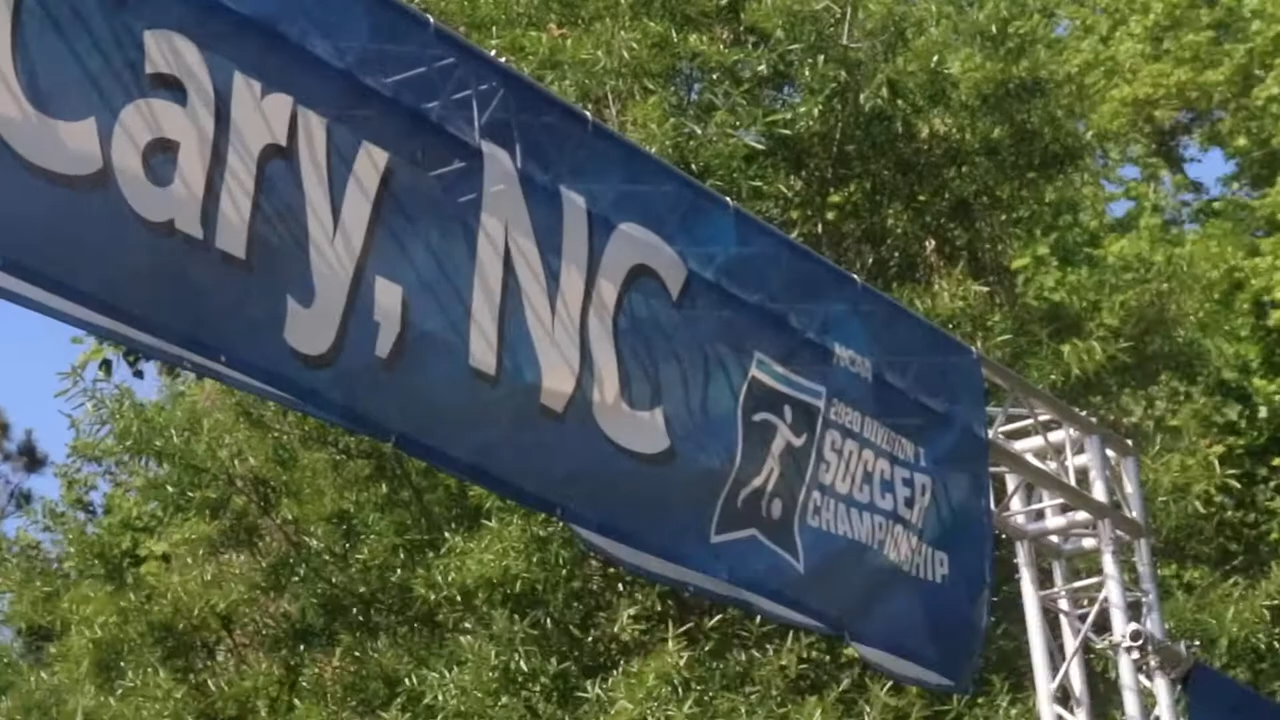 Cary, NC
NCAA
2020 DIVISION I
SOCCER
CHAMPIONSHIP